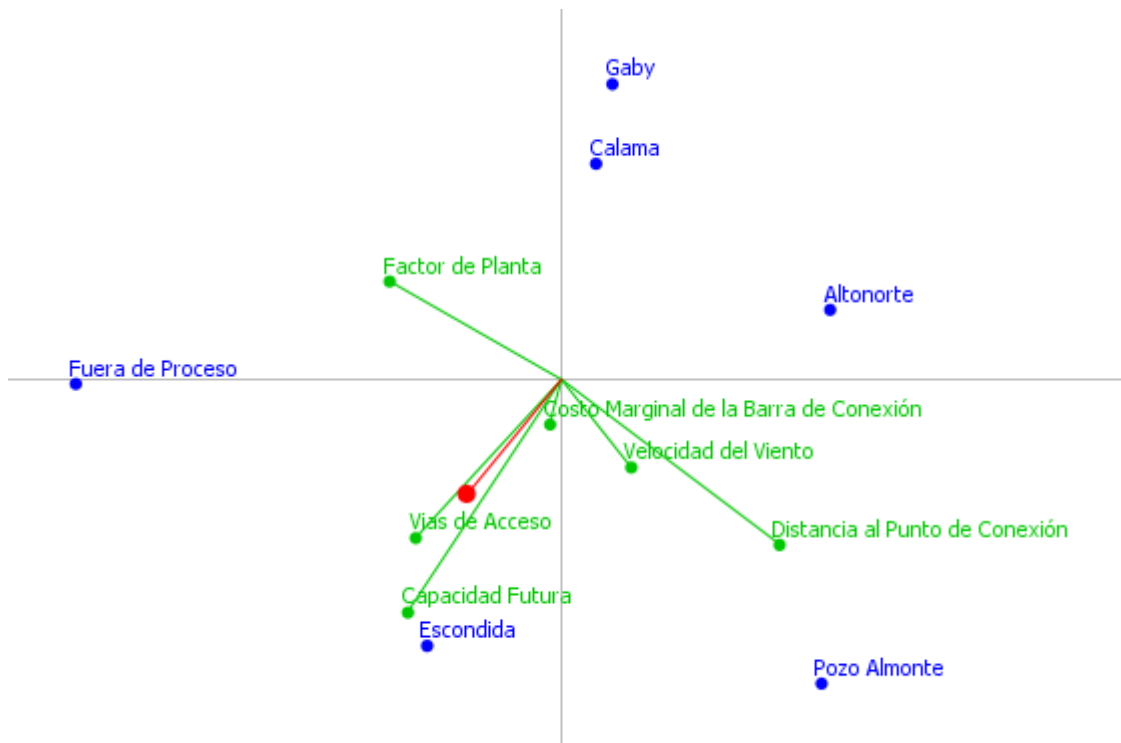 Gaby
Calama
Factor de Planta
Altonorte
Fuera de Proceso
Costo Marginal de la Barra de Conexión
Velocidad del Viento
Vias de Acceso
Distancia al Punto de Conexión
Capacidad Futura
Escondida
Pozo Almonte